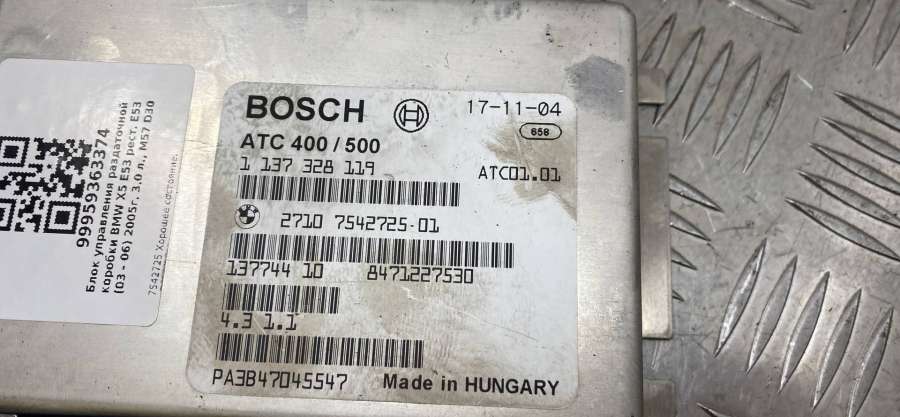 BOSCH
17-11-04
658
ATC 400 / 500
1 137 328 119
ATC01.01
2710 7542725-01
137744 10 8471227530
4.3 1.1
PA3B47045547
Made in HUNGARY
99959363374
Блок управления раздаточной
коробки BMW X5 E53 рест. E53
(03 - 06) 2005г. 3.0 л., M57 D30
7542725 Хорошее состояние.